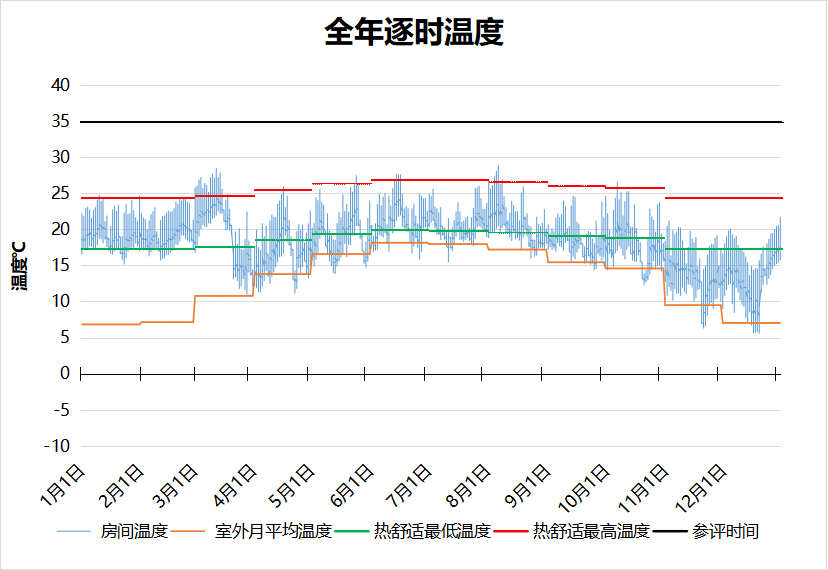 全年逐时温度
温度℃
40
35
30
25
20
15
10
5
0
-5
-10
1月1日
2月1日
3月1日
4月1日
5月1日
6月1日
7月1日
8月1日
9月1日
10月1日
11月1日
12月1日
房间温度 室外月平均温度 热舒适最低温度 热舒适最高温度 参评时间